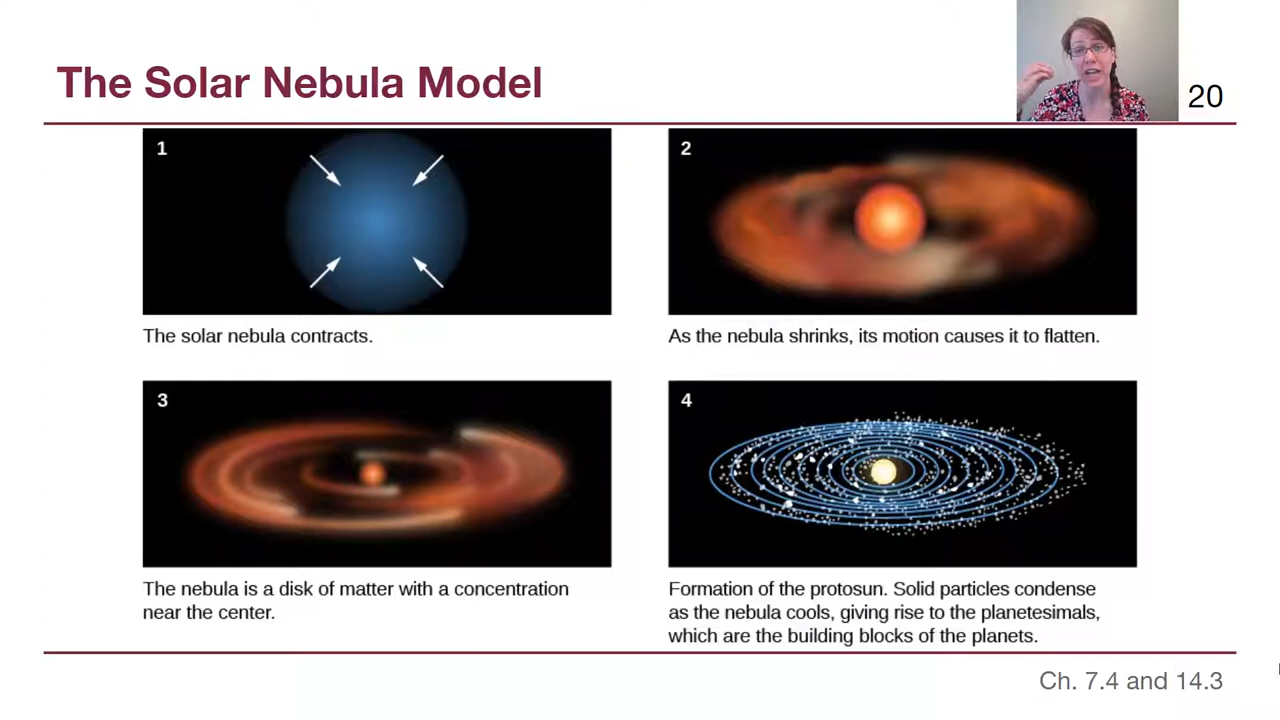 The Solar Nebula Model
20
1
The solar nebula contracts.
2
As the nebula shrinks, its motion causes it to flatten.
3
The nebula is a disk of matter with a concentration
near the center.
4
Formation of the protosun. Solid particles condense
as the nebula cools, giving rise to the planetesimals,
which are the building blocks of the planets.
Ch. 7.4 and 14.3